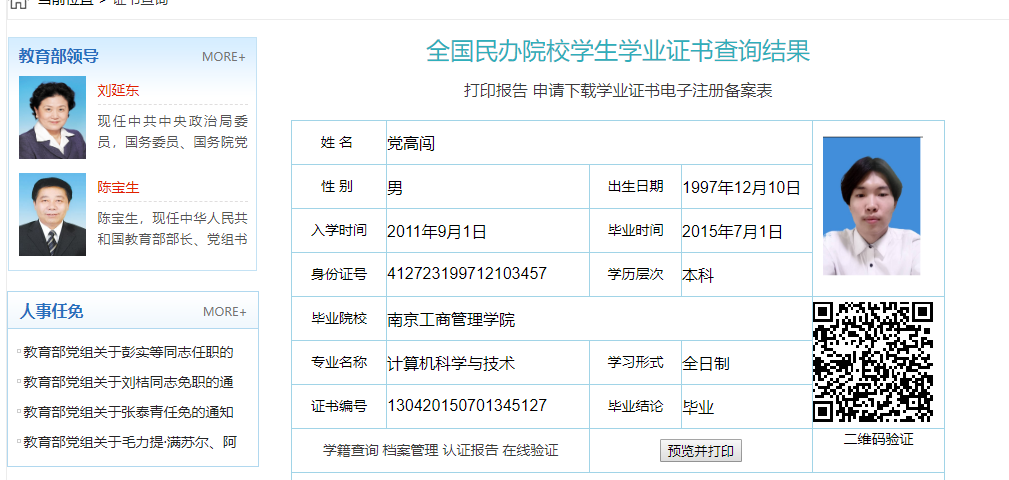 当前位置 > 证书查询
教育部领导 MORE+
刘延东
现任中共中央政治局委
员，国务委员、国务院党
陈宝生
陈宝生，现任中华人民共
和国教育部部长、党组书
人事任免 MORE+
教育部党组关于彭实等同志任职的
教育部党组关于刘桔同志免职的通
教育部党组关于张泰青任免的通知
教育部党组关于毛力提·满苏尔、阿
全国民办院校学生学业证书查询结果
打印报告 申请下载学业证书电子注册备案表
姓 名 党高闯
性 别 男 出生日期 1997年12月10日
入学时间 2011年9月1日 毕业时间 2015年7月1日
身份证号 412723199712103457 学历层次 本科
毕业院校 南京工商管理学院
专业名称 计算机科学与技术 学习形式 全日制
证书编号 130420150701345127 毕业结论 毕业
学籍查询 档案管理 认证报告 在线验证 预览并打印
二维码验证